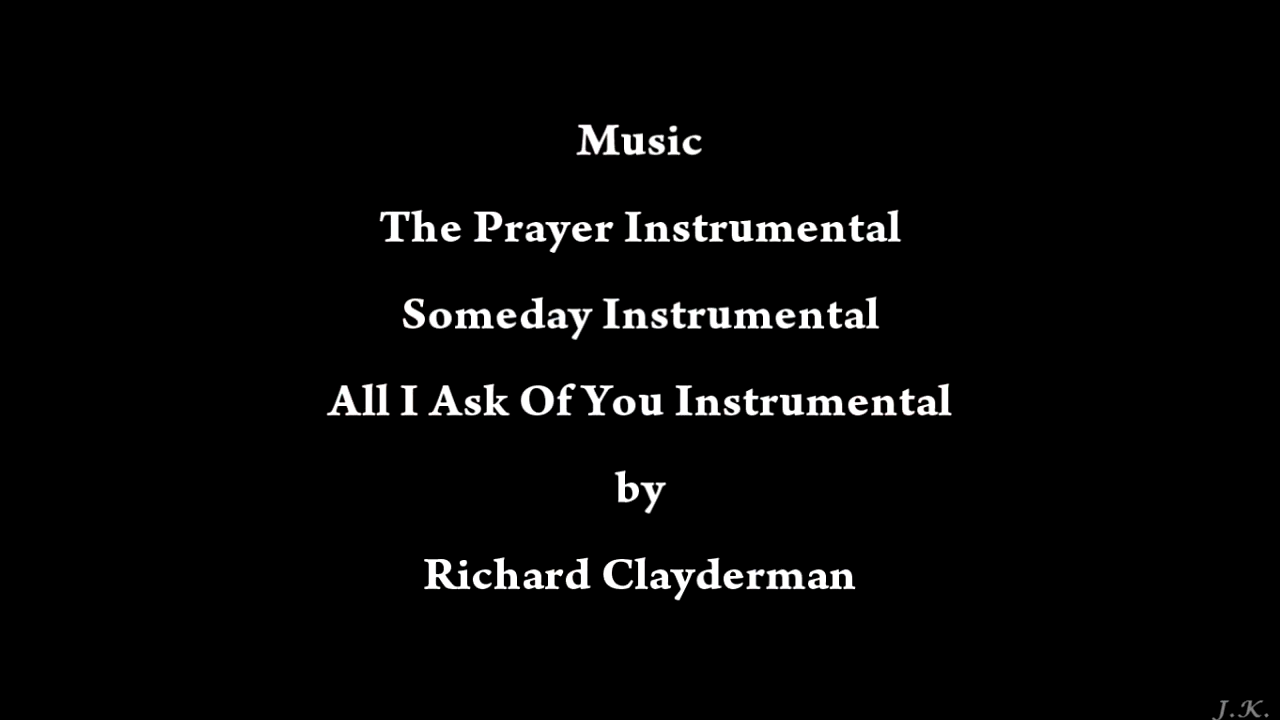 Music
The Prayer Instrumental
Someday Instrumental
All I Ask Of You Instrumental
by
Richard Clayderman
J.K.